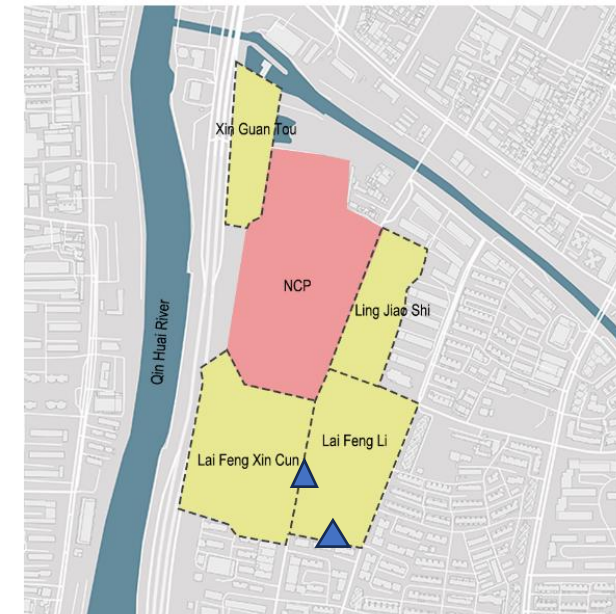 Xin Guan Tou
NCP
Ling Jiao Shi
Qin Huai River
Lai Feng Li
Lai Feng Xin Cun